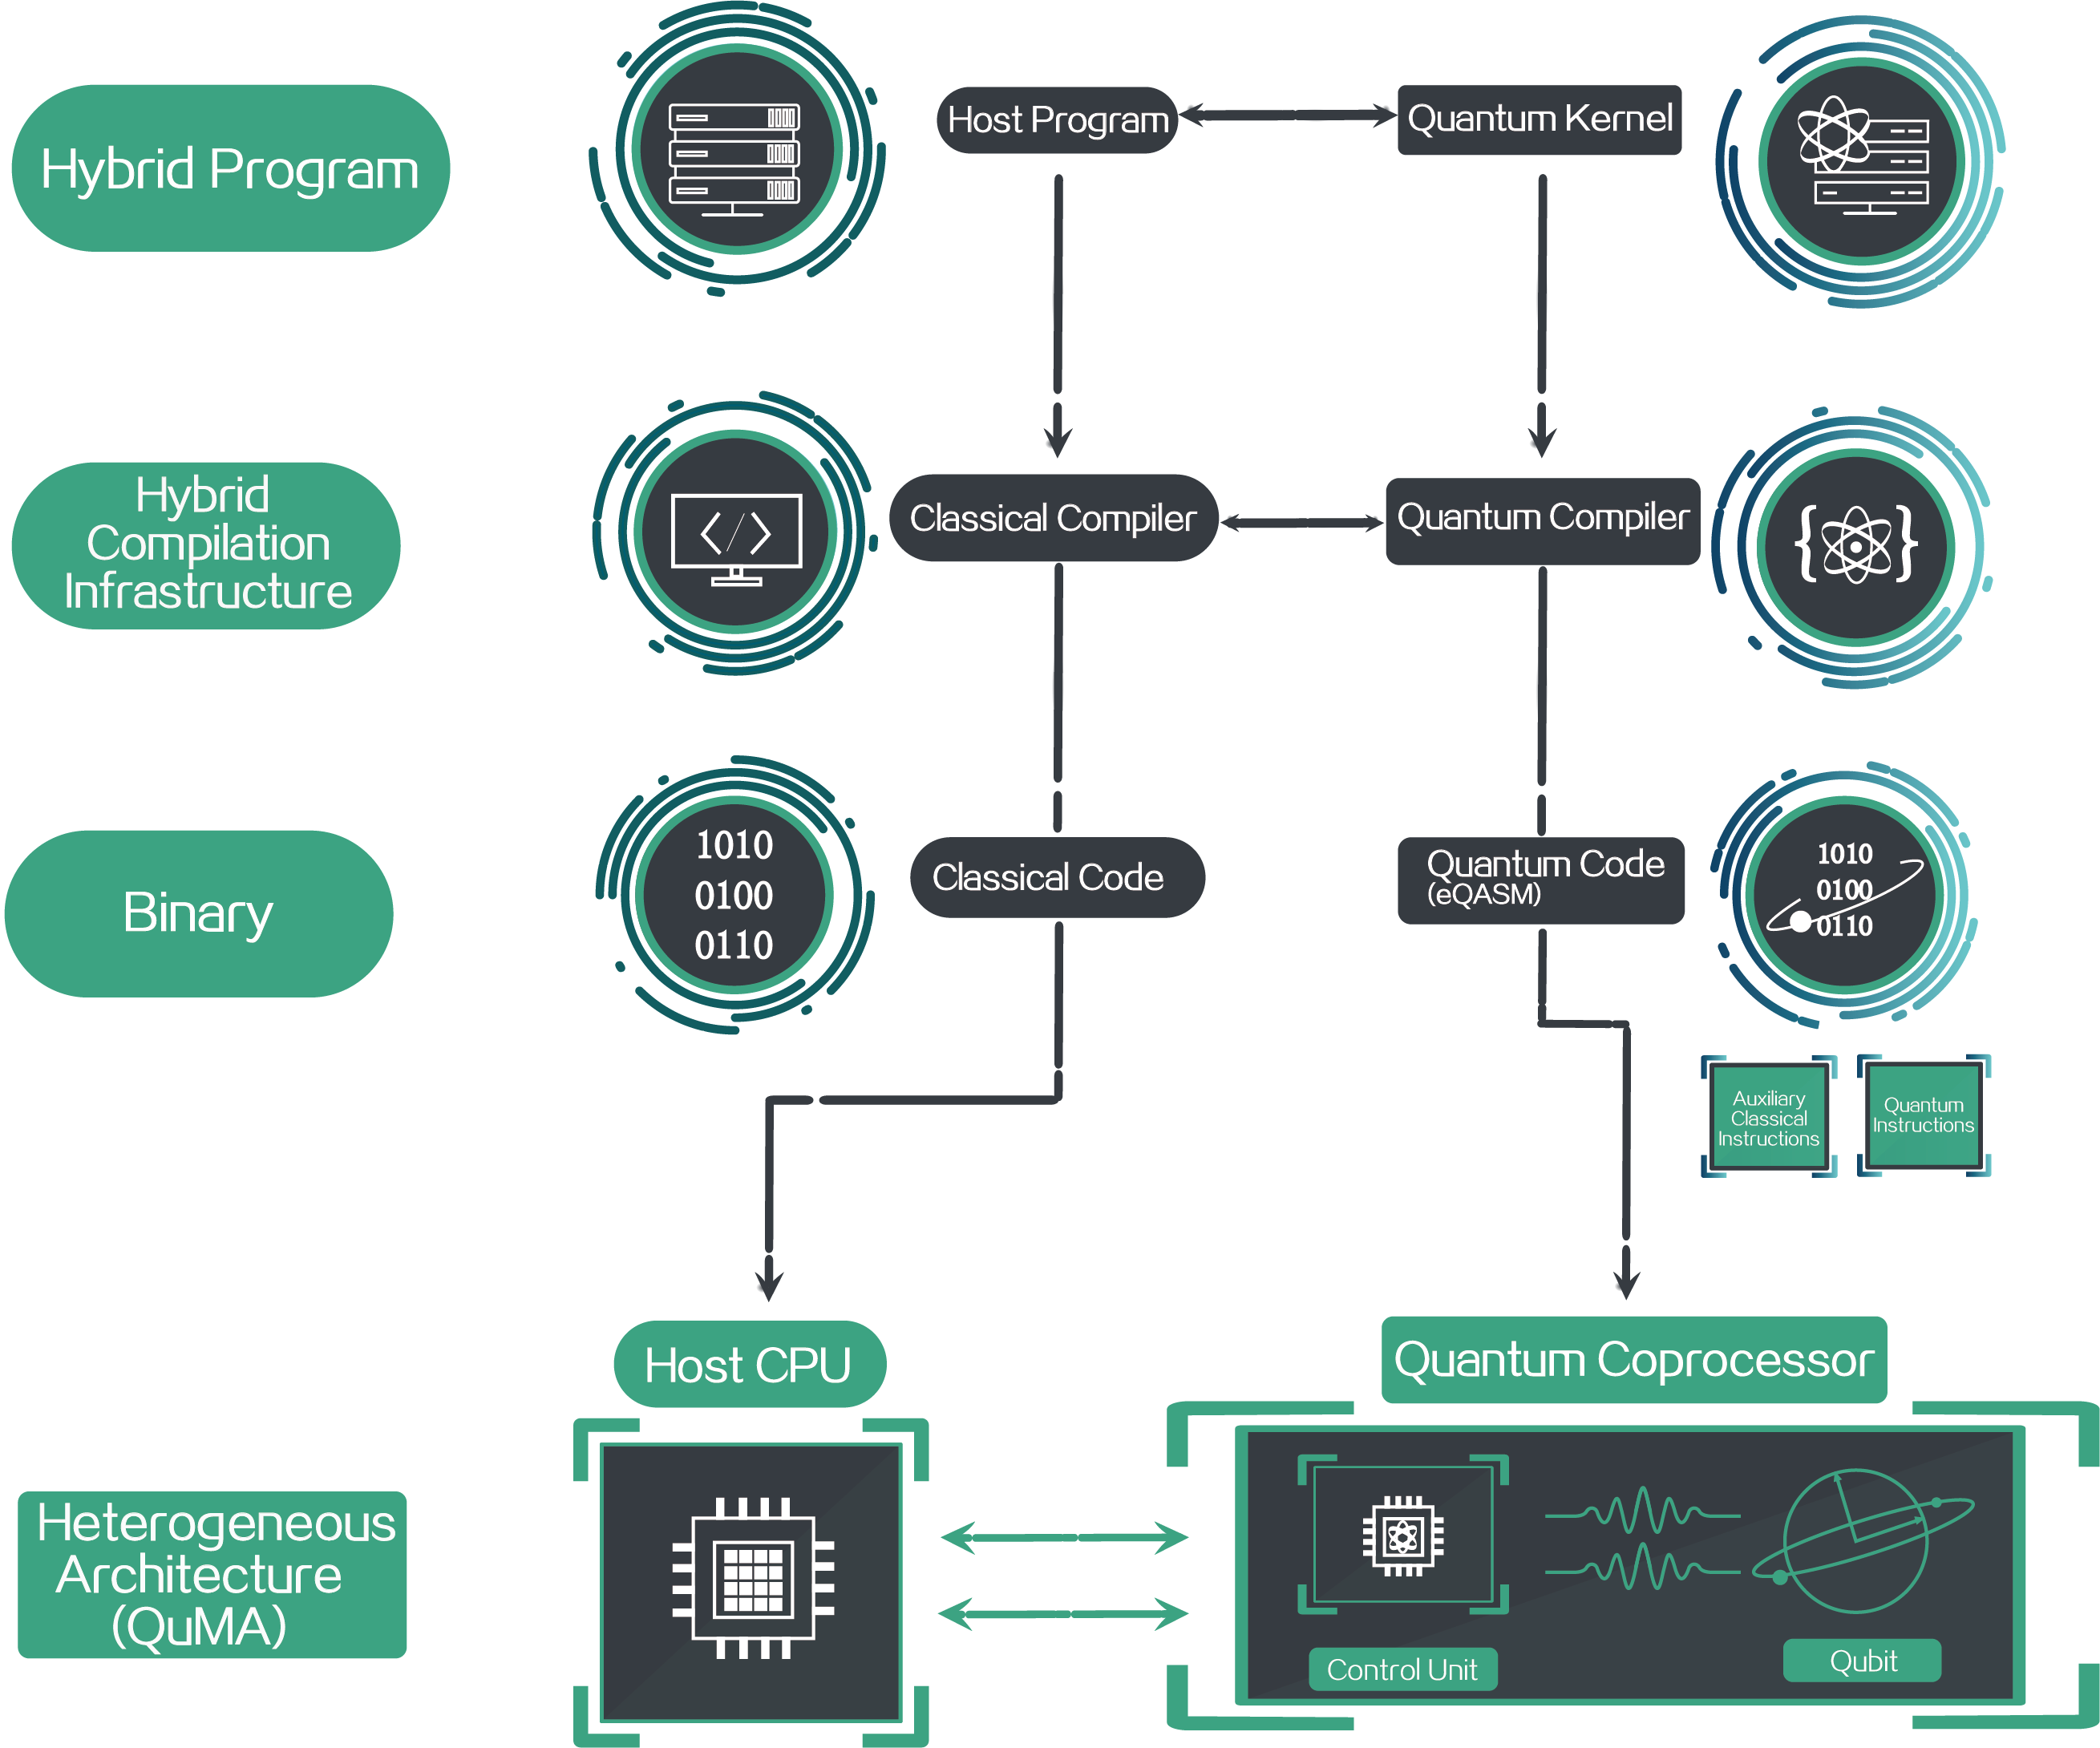 Hybrid Program
Host Program
Quantum Kernel
Hybrid
Compilation
Infrastructure
Classical Compiler
Quantum Compiler
Binary
1010
0100
0110
Classical Code
Quantum Code
(eQASM)
1010
0100
0110
Auxiliary
Classical
Instructions
Quantum
Instructions
Host CPU
Quantum Coprocessor
Heterogeneous
Architecture
(QuMA)
Control Unit
Qubit